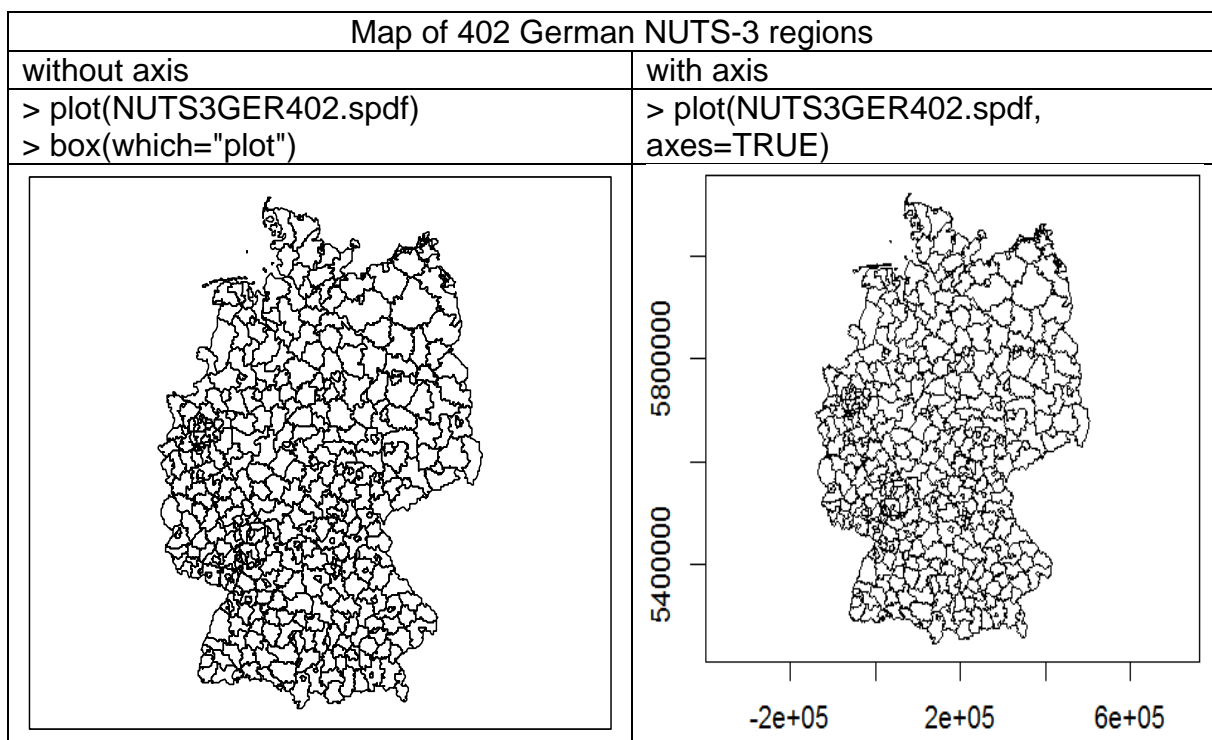 Map of 402 German NUTS-3 regions
without axis
with axis
> plot(NUTS3GER402.spdf)
> box(which="plot")
> plot(NUTS3GER402.spdf,
axes=TRUE)
5800000
5400000
-2e+05 2e+05 6e+05